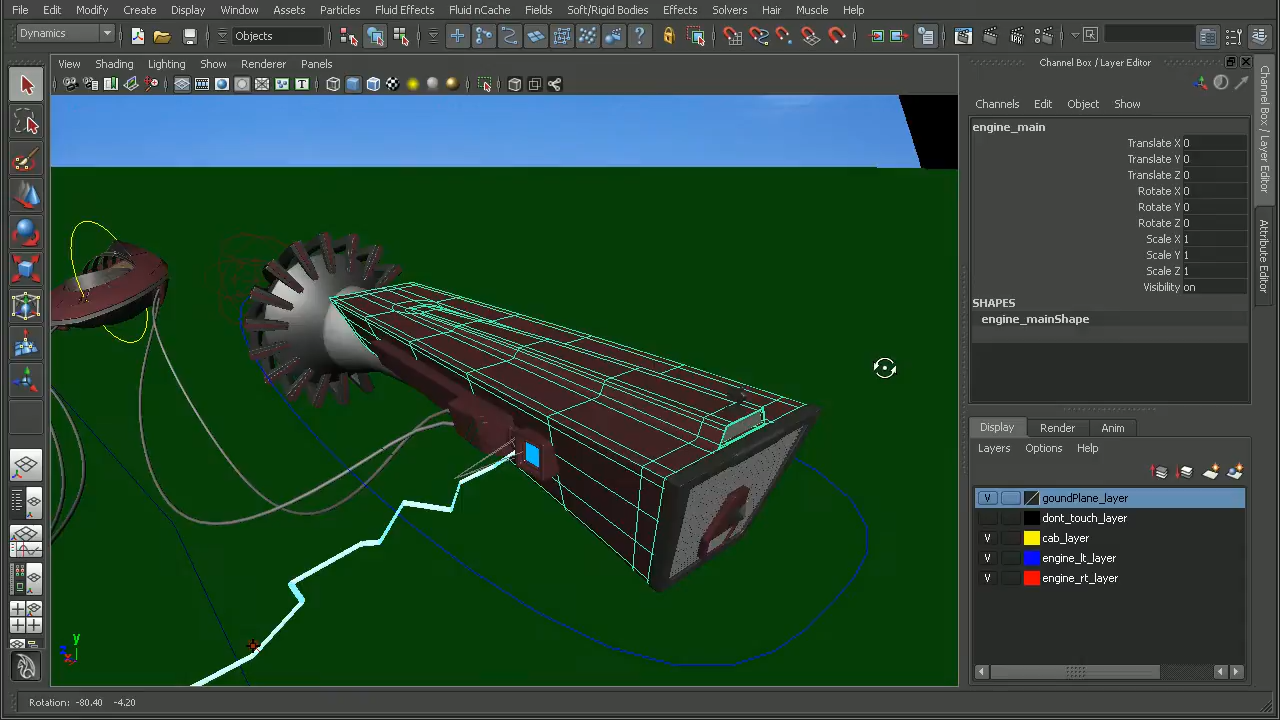 File Edit Modify Create Display Window Assets Particles Fluid Effects Fluid nCache Fields Soft/Rigid Bodies Effects Solvers Hair Muscle Help
Dynamics Objects
View Shading Lighting Show Renderer Panels
Channel Box / Layer Editor
Channels Edit Object Show
engine_main
Translate X 0
Translate Y 0
Translate Z 0
Rotate X 0
Rotate Y 0
Rotate Z 0
Scale X 1
Scale Y 1
Scale Z 1
Visibility on
SHAPES
engine_mainShape
Display Render Anim
Layers Options Help
V goundPlane_layer
dont_touch_layer
V cab_layer
V engine_lt_layer
V engine_rt_layer
Channel Box / Layer Editor
Attribute Editor
y
z
x
Rotation: -80.40 -4.20